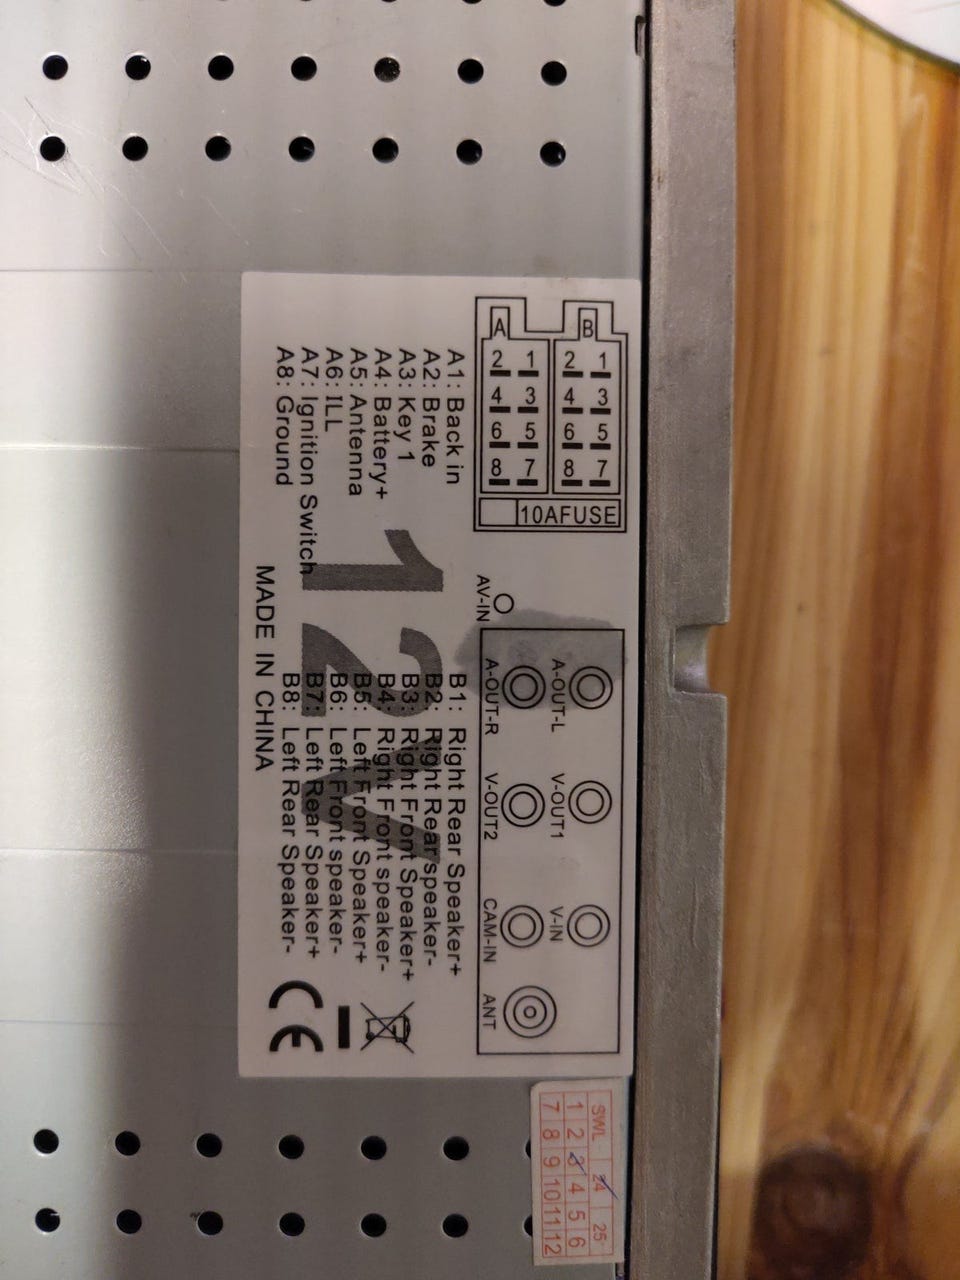 A B
2 1 2 1
4 3 4 3
6 5 6 5
8 7 8 7
10AFUSE
AV-IN
A-OUT-L V-OUT1 V-IN
A-OUT-R V-OUT2 CAM-IN ANT
A1: Back in
A2: Brake
A3: Key 1
A4: Battery+
A5: Antenna
A6: ILL
A7: Ignition Switch
A8: Ground
12V
B1: Right Rear Speaker+
B2: Right Rear speaker-
B3: Right Front Speaker+
B4: Right Front speaker-
B5: Left Front Speaker+
B6: Left Front speaker-
B7: Left Rear Speaker+
B8: Left Rear Speaker-
MADE IN CHINA
CE
SWL 24 25
1 2 3 4 5 6
7 8 9 10 11 12